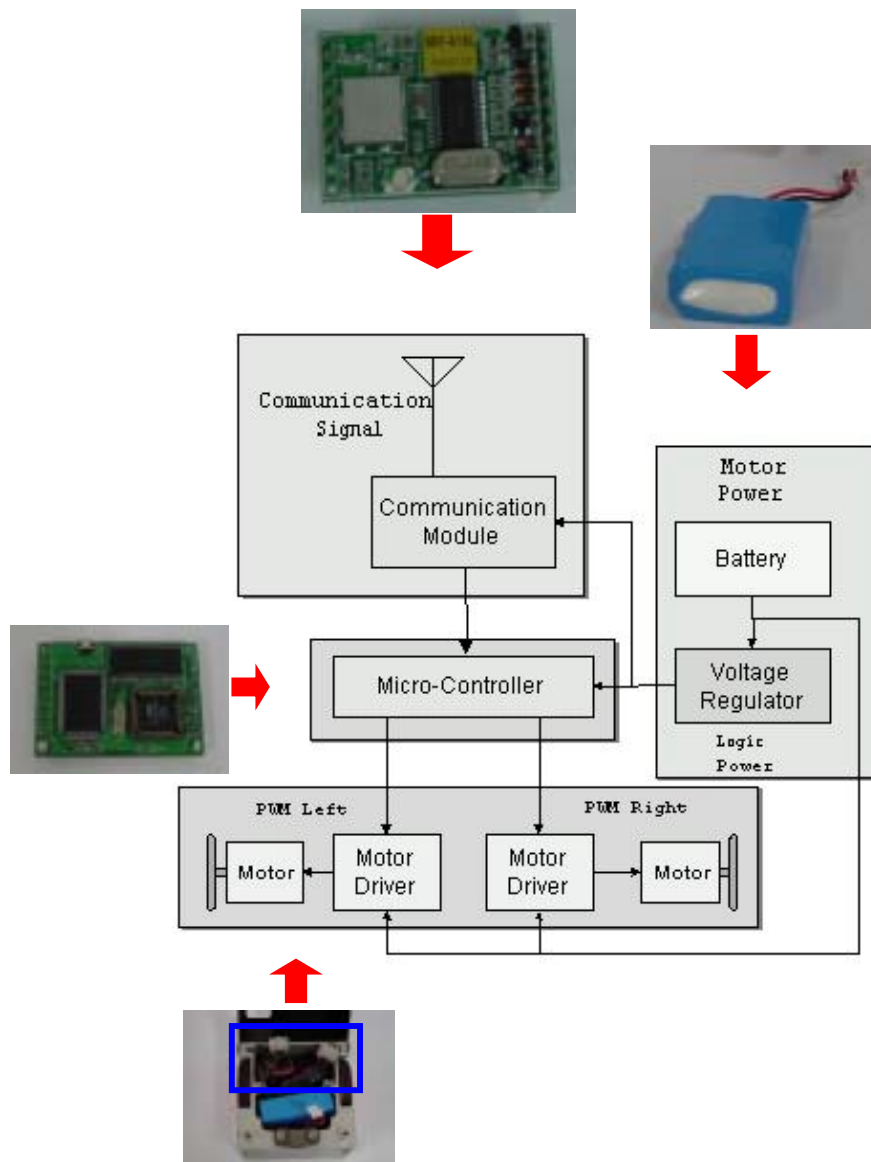 Communication
Signal
Communication
Module
Motor
Power
Battery
Voltage
Regulator
Logic
Power
Micro-Controller
PWM Left
PWM Right
Motor
Motor
Driver
Motor
Driver
Motor